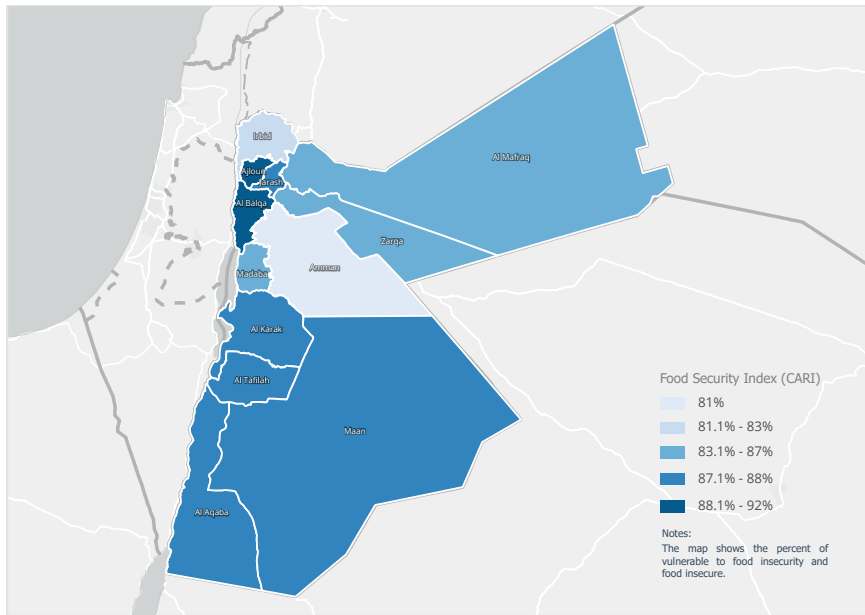 Irbid
Al Mafraq
Ajloun
Jarash
Al Balqa
Zarqa
Amman
Madaba
Al Karak
Al Tafilah
Maan
Al Aqaba
Food Security Index (CARI)
81%
81.1% - 83%
83.1% - 87%
87.1% - 88%
88.1% - 92%
Notes:
The map shows the percent of
vulnerable to food insecurity and
food insecure.